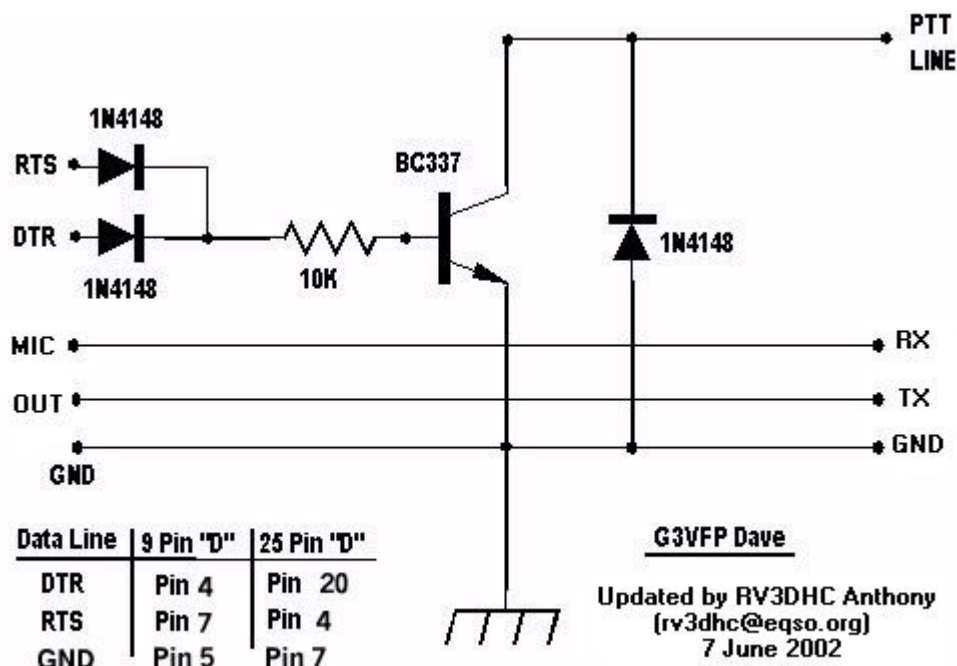 PTT
LINE
1N4148
RTS
BC337
DTR
1N4148
10K
1N4148
MIC
RX
OUT
TX
GND
GND
Data Line 9 Pin "D" 25 Pin "D"
DTR Pin 4 Pin 20
RTS Pin 7 Pin 4
GND Pin 5 Pin 7
G3VFP Dave
Updated by RV3DHC Anthony
(rv3dhc@eqso.org)
7 June 2002